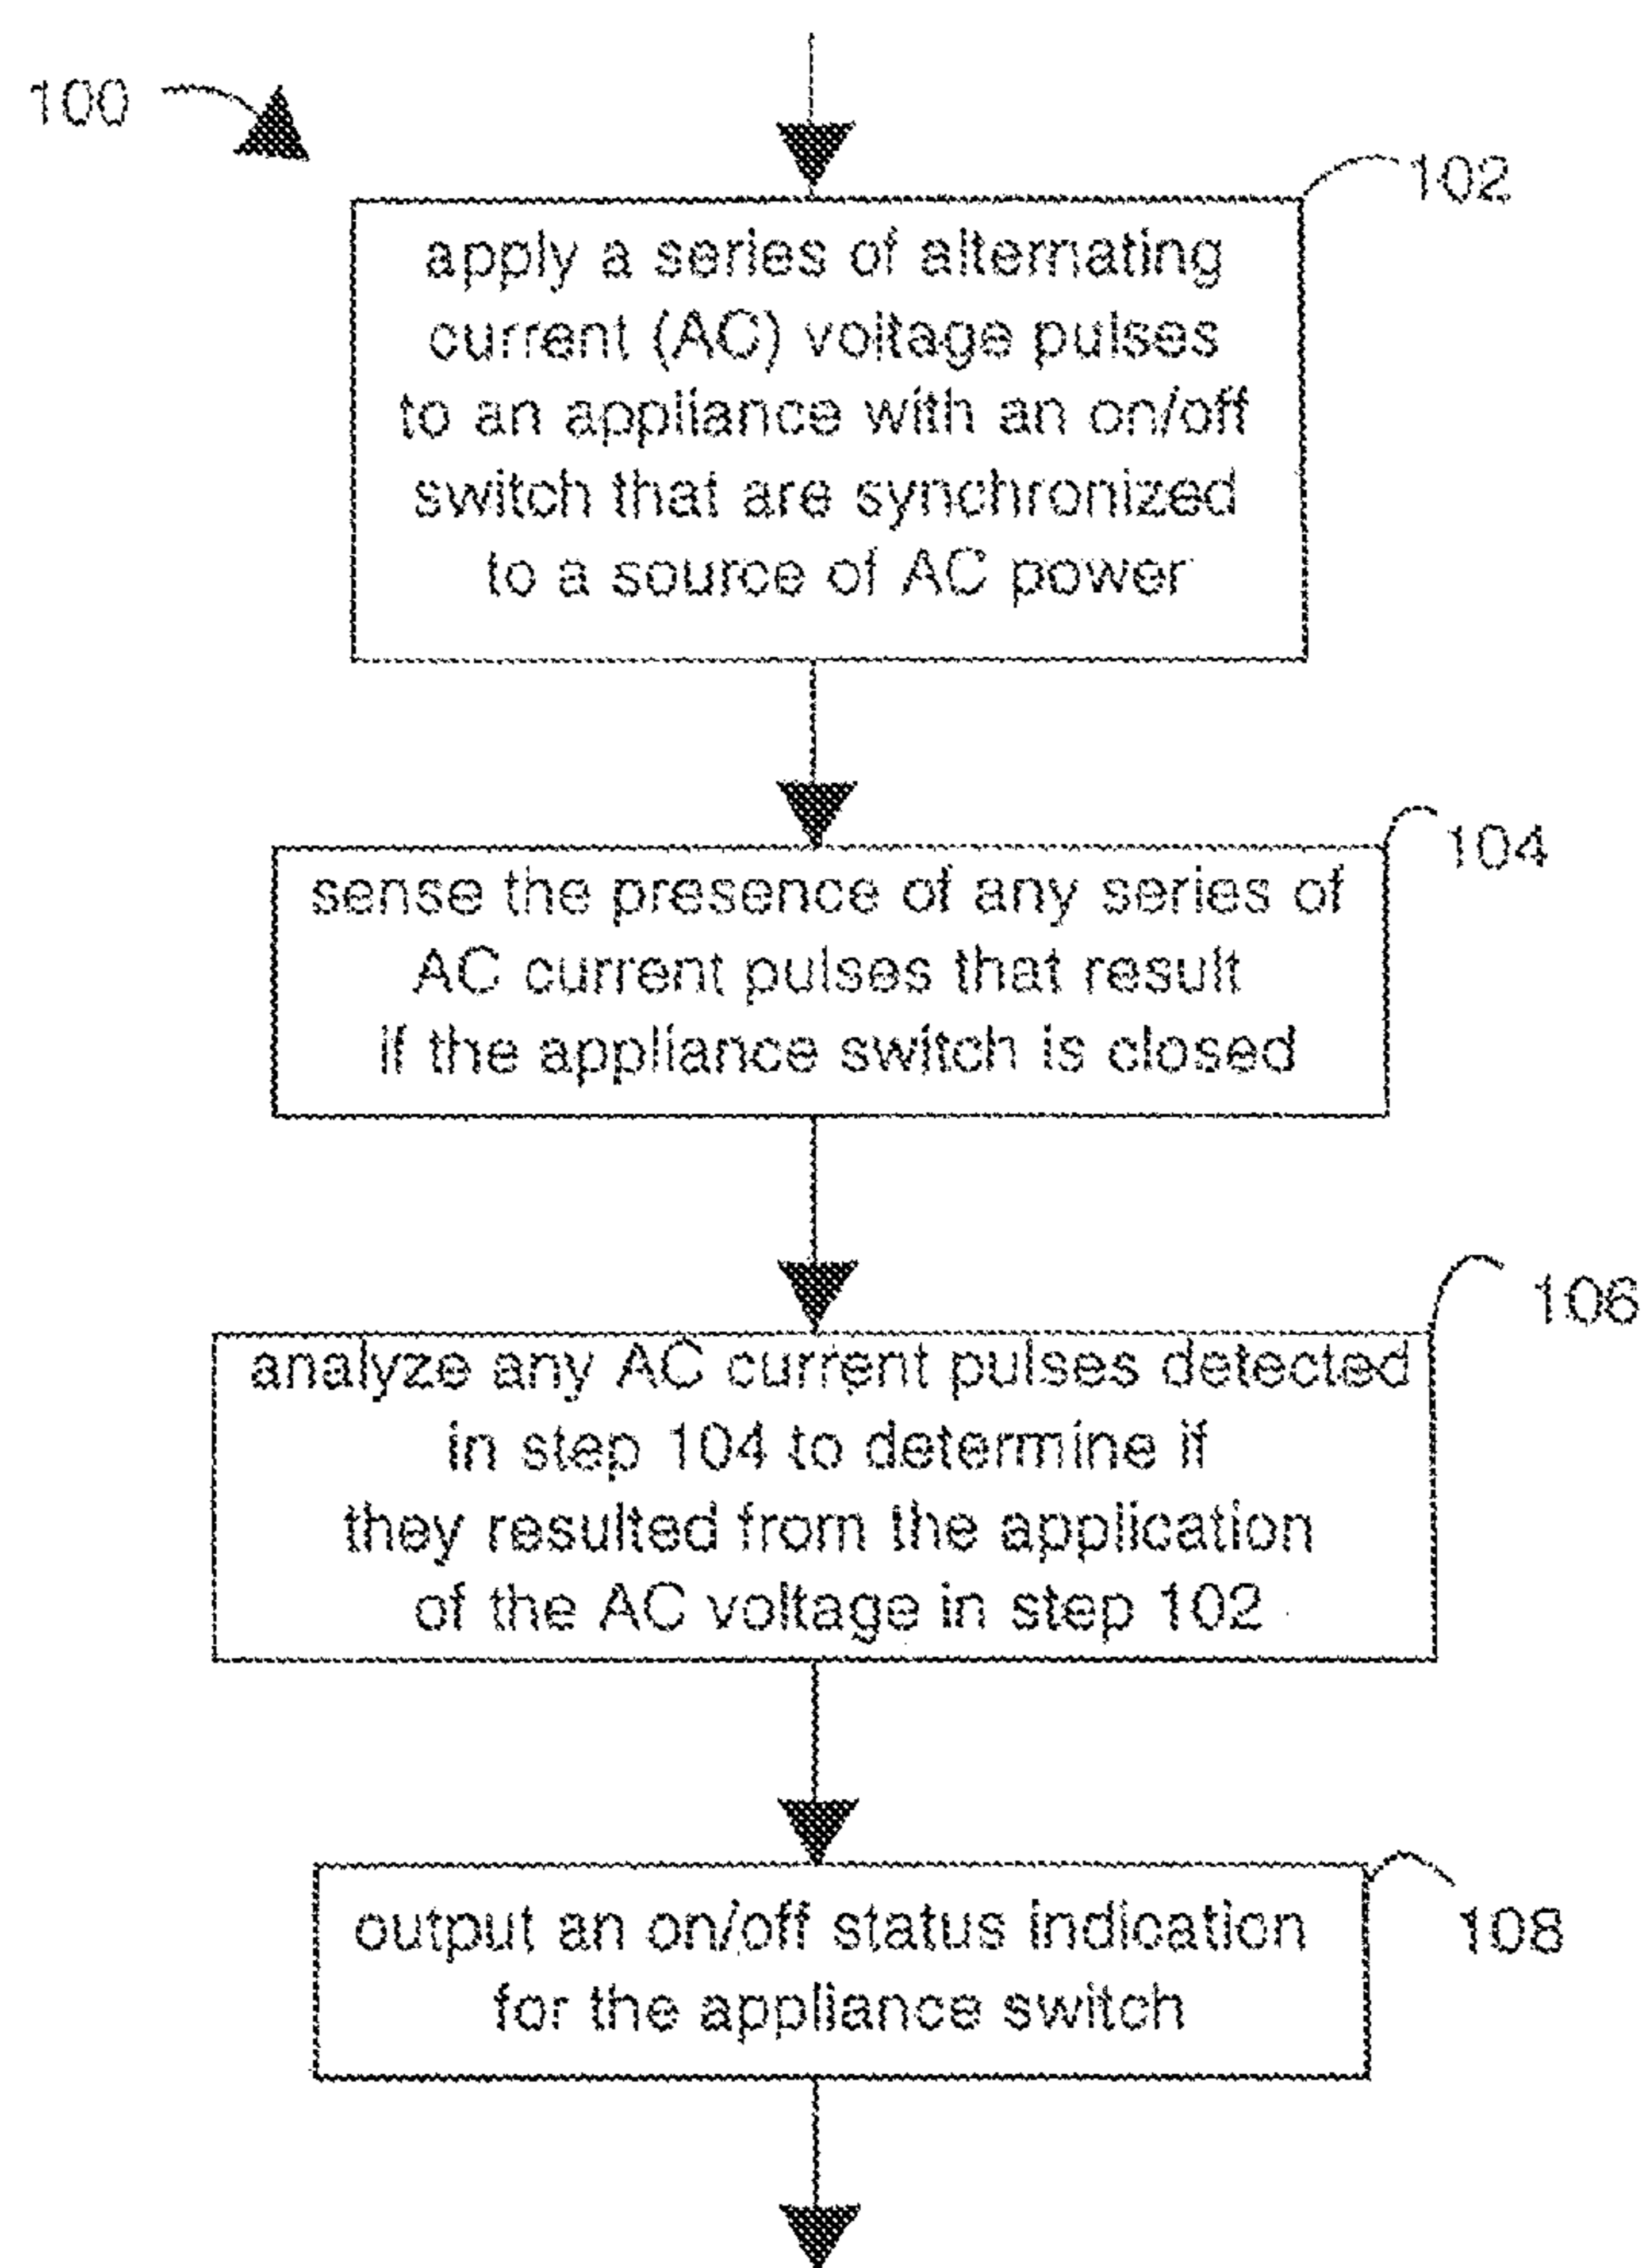 100
102
apply a series of alternating
current (AC) voltage pulses
to an appliance with an on/off
switch that are synchronized
to a source of AC power
104
sense the presence of any series of
AC current pulses that result
if the appliance switch is closed
106
analyze any AC current pulses detected
in step 104 to determine if
they resulted from the application
of the AC voltage in step 102
108
output an on/off status indication
for the appliance switch